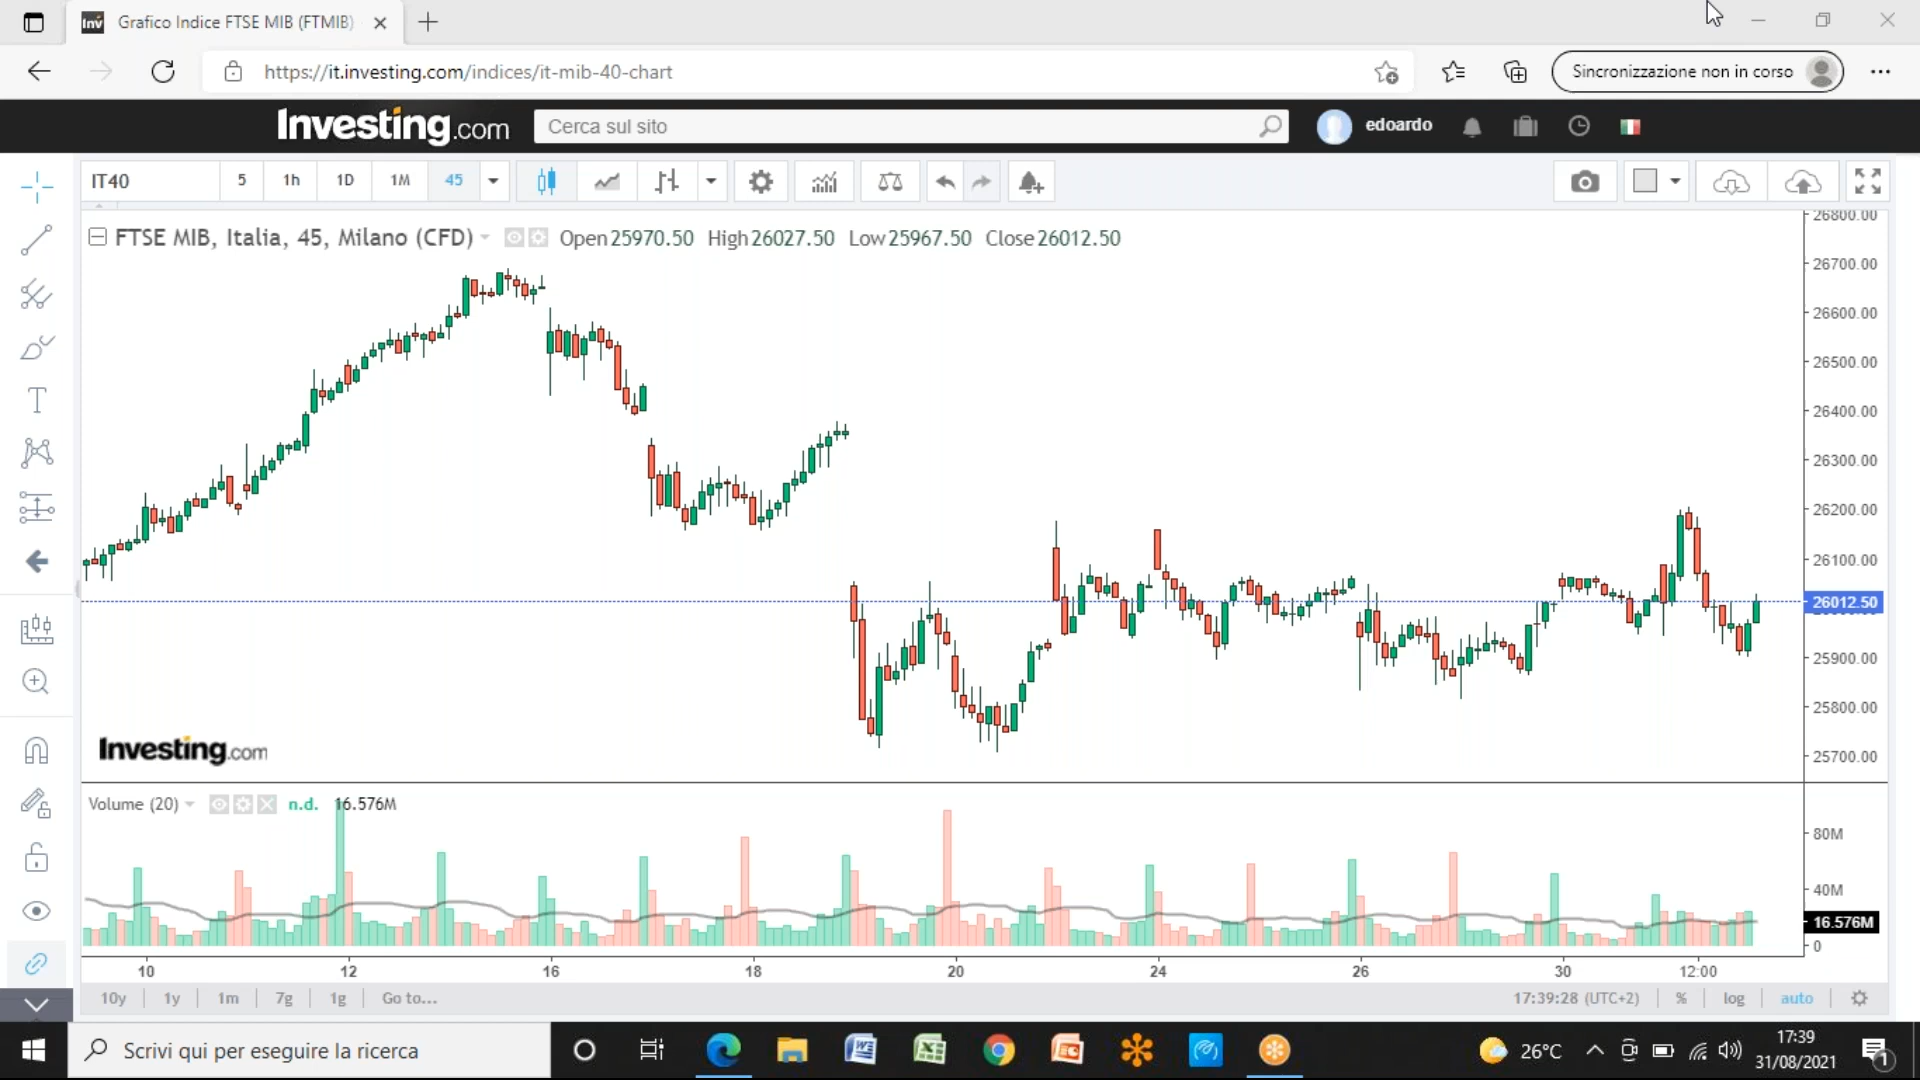 Inv Grafico Indice FTSE MIB (FTMIB)
https://it.investing.com/indices/it-mib-40-chart
Sincronizzazione non in corso
Investing.com
Cerca sul sito
edoardo
IT40 5 1h 1D 1M 45
FTSE MIB, Italia, 45, Milano (CFD) Open 25970.50 High 26027.50 Low 25967.50 Close 26012.50
26800.00
26700.00
26600.00
26500.00
26400.00
26300.00
26200.00
26100.00
26012.50
25900.00
25800.00
25700.00
Investing.com
Volume (20) n.d. 16.576M
80M
40M
16.576M
0
10 12 16 18 20 24 26 30 12:00
10y 1y 1m 7g 1g Go to... 17:39:28 (UTC+2) % log auto
Scrivi qui per eseguire la ricerca
26°C
17:39
31/08/2021
1